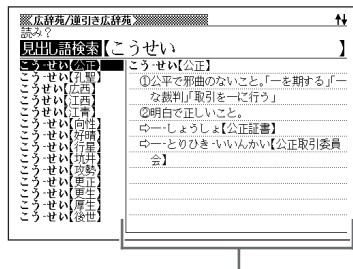 広辞苑/逆引き広辞苑
読み?
見出し語検索【こうせい 】
こう‐せい【公正】
こう‐せい【孔聖】
こうせい【広西】
こうせい【江西】
こうせい【江青】
こう‐せい【向性】
こう‐せい【好晴】
こう‐せい【行星】
こう‐せい【坑井】
こう‐せい【攻勢】
こう‐せい【更正】
こう‐せい【更生】
こう‐せい【厚生】
こう‐せい【後世】
こう‐せい【公正】
①公平で邪曲のないこと。「一を期する」「一
な裁判」「取引を一に行う」
②明白で正しいこと。
⇨―‐しょうしょ【公正証書】
⇨―‐とりひき‐いいんかい【公正取引委員
会】